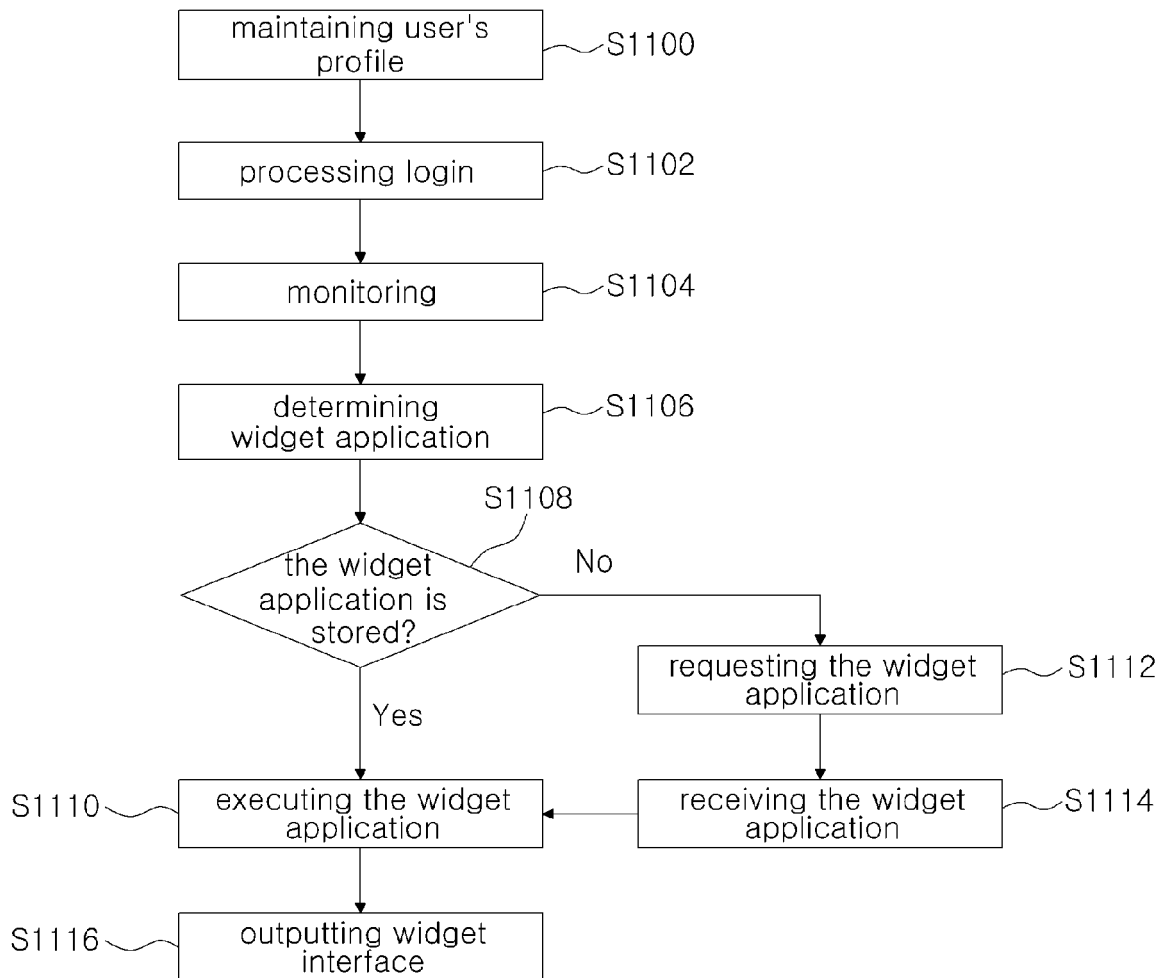 maintaining user's
profile
S1100
processing login
S1102
monitoring
S1104
determining
widget application
S1106
S1108
the widget
application is
stored?
No
Yes
requesting the widget
application
S1112
S1110
executing the widget
application
receiving the widget
application
S1114
S1116
outputting widget
interface